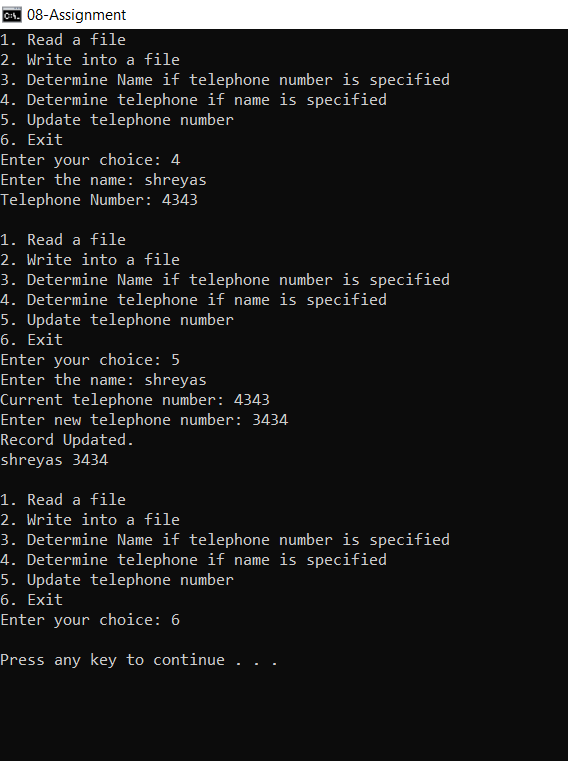 08-Assignment
1. Read a file
2. Write into a file
3. Determine Name if telephone number is specified
4. Determine telephone if name is specified
5. Update telephone number
6. Exit
Enter your choice: 4
Enter the name: shreyas
Telephone Number: 4343

1. Read a file
2. Write into a file
3. Determine Name if telephone number is specified
4. Determine telephone if name is specified
5. Update telephone number
6. Exit
Enter your choice: 5
Enter the name: shreyas
Current telephone number: 4343
Enter new telephone number: 3434
Record Updated.
shreyas 3434

1. Read a file
2. Write into a file
3. Determine Name if telephone number is specified
4. Determine telephone if name is specified
5. Update telephone number
6. Exit
Enter your choice: 6

Press any key to continue . . .